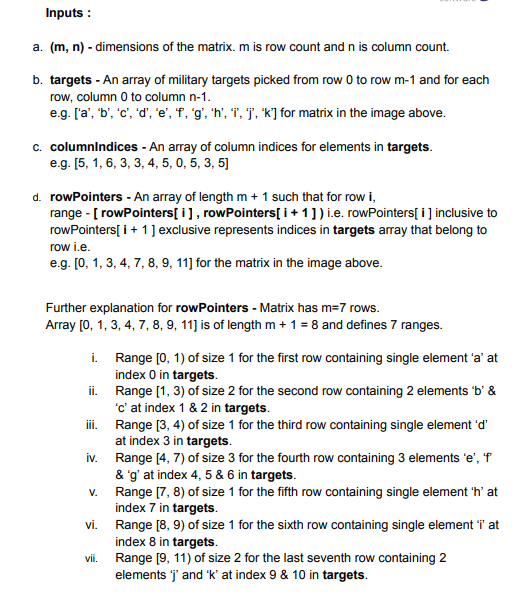 Inputs :
a. (m, n) - dimensions of the matrix. m is row count and n is column count.
b. targets - An array of military targets picked from row 0 to row m-1 and for each
row, column 0 to column n-1.
e.g. ['a', 'b', 'c', 'd', 'e', 'f', 'g', 'h', 'i', 'j', 'k'] for matrix in the image above.
c. columnIndices - An array of column indices for elements in targets.
e.g. [5, 1, 6, 3, 3, 4, 5, 0, 5, 3, 5]
d. rowPointers - An array of length m + 1 such that for row i,
range - [ rowPointers[ i ] , rowPointers[ i + 1 ] ) i.e. rowPointers[ i ] inclusive to
rowPointers[ i + 1 ] exclusive represents indices in targets array that belong to
row i.e.
e.g. [0, 1, 3, 4, 7, 8, 9, 11] for the matrix in the image above.
Further explanation for rowPointers - Matrix has m=7 rows.
Array [0, 1, 3, 4, 7, 8, 9, 11] is of length m + 1 = 8 and defines 7 ranges.
i. Range [0, 1) of size 1 for the first row containing single element 'a' at
index 0 in targets.
ii. Range [1, 3) of size 2 for the second row containing 2 elements 'b' &
'c' at index 1 & 2 in targets.
iii. Range [3, 4) of size 1 for the third row containing single element 'd'
at index 3 in targets.
iv. Range [4, 7) of size 3 for the fourth row containing 3 elements 'e', 'f'
& 'g' at index 4, 5 & 6 in targets.
v. Range [7, 8) of size 1 for the fifth row containing single element 'h' at
index 7 in targets.
vi. Range [8, 9) of size 1 for the sixth row containing single element 'i' at
index 8 in targets.
vii. Range [9, 11) of size 2 for the last seventh row containing 2
elements 'j' and 'k' at index 9 & 10 in targets.